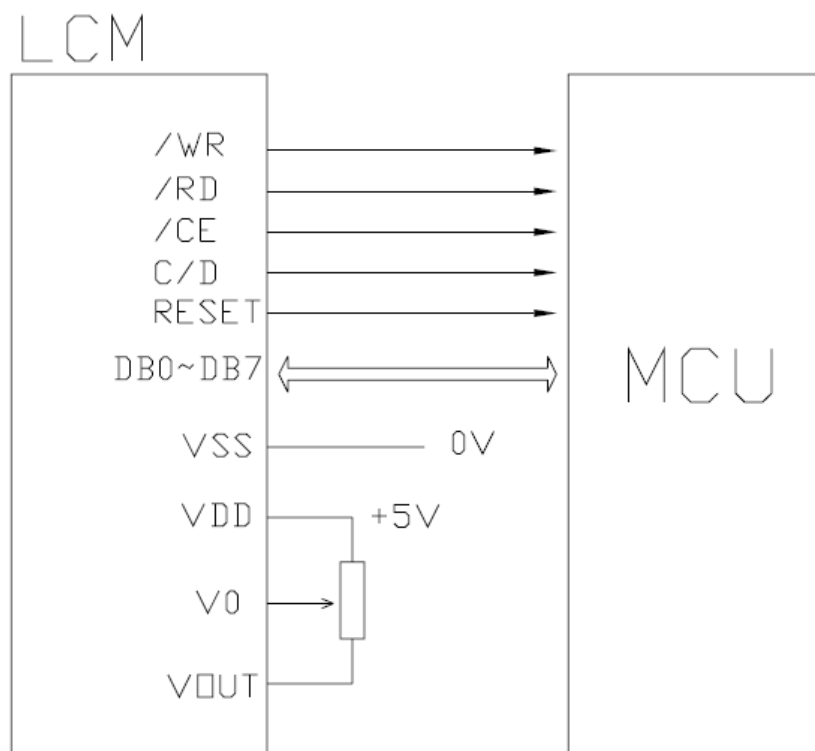 LCM
/WR
/RD
/CE
C/D
RESET
DB0~DB7
MCU
VSS 0V
VDD +5V
V0
VOUT